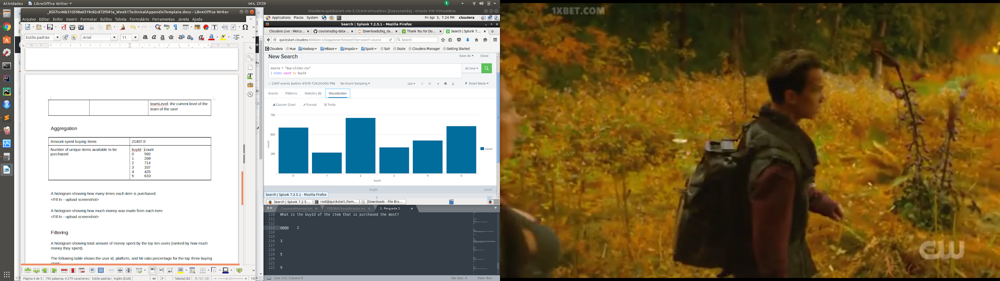 Atividades LibreOffice Writer sex, 23:26 1
_8507cc46b510598a6319c82c872f041a_Week1TechnicalAppendixTemplate.docx - LibreOffice Writer
Arquivo Editar Exibir Inserir Formatar Estilos Tabela Formulário Ferramentas Janela Ajuda
Estilo padrão Arial 11
teamLevel: the current level of the
team of the user
Aggregation
Amount spent buying items 21407.0
Number of unique items available to be
purchased
buyId count
0 592
1 269
2 714
3 337
4 425
5 610
A histogram showing how many times each item is purchased:
<Fill In - upload screenshot>
A histogram showing how much money was made from each item:
<Fill In - upload screenshot>
Filtering
A histogram showing total amount of money spent by the top ten users (ranked by how much
money they spent).
The following table shows the user id, platform, and hit-ratio percentage for the top three buying
users:
Página 4 de 5 792 palavras, 4.279 caracteres Estilo padrão Inglês (EUA) Tabela2:B2 100
cloudera-quickstart-vm-5.13.0-0-virtualbox [Executando] - Oracle VM VirtualBox
Applications Places System Fri Apr 5, 7:24 PM cloudera
Search | Splunk 7.2.5.1 - Mozilla Firefox
Cloudera Live : Welco... coursera/big-data-... Downloads/big_da... Thank You for Do... Search | Splunk 7....
quickstart.cloudera:8000/en-US/app/search/search?q=search source Search
Cloudera Hue Hadoop HBase Impala Spark Solr Oozie Cloudera Manager Getting Started
New Search Save As Close
source = "buy-clicks.csv"
| stats count by buyId
All time
2,947 events (before 4/5/19 7:24:24.000 PM) No Event Sampling Job Smart Mode
Events Patterns Statistics (6) Visualization
Column Chart Format Trellis
750
500
250
count
0 1 2 3 4 5
buyId
count
buyId count
0 592
Search | Splunk 7.2.5.1 - Mozilla Firefox
Search | Splunk 7.2.5.... root@quickstart:/hom... [Downloads - File Bro...
Courserafinancial.txt FEEDBACKqualificação.txt 1. Pergunta 1
110 What is the buyId of the item that is purchased the most?
111
112
113 @@@@ 2
114
115
116 3
117
118
119 5
120
121
122 9
Line 113, Column 9 Tab Size: 4 Plain Text
1XBET.COM
CW